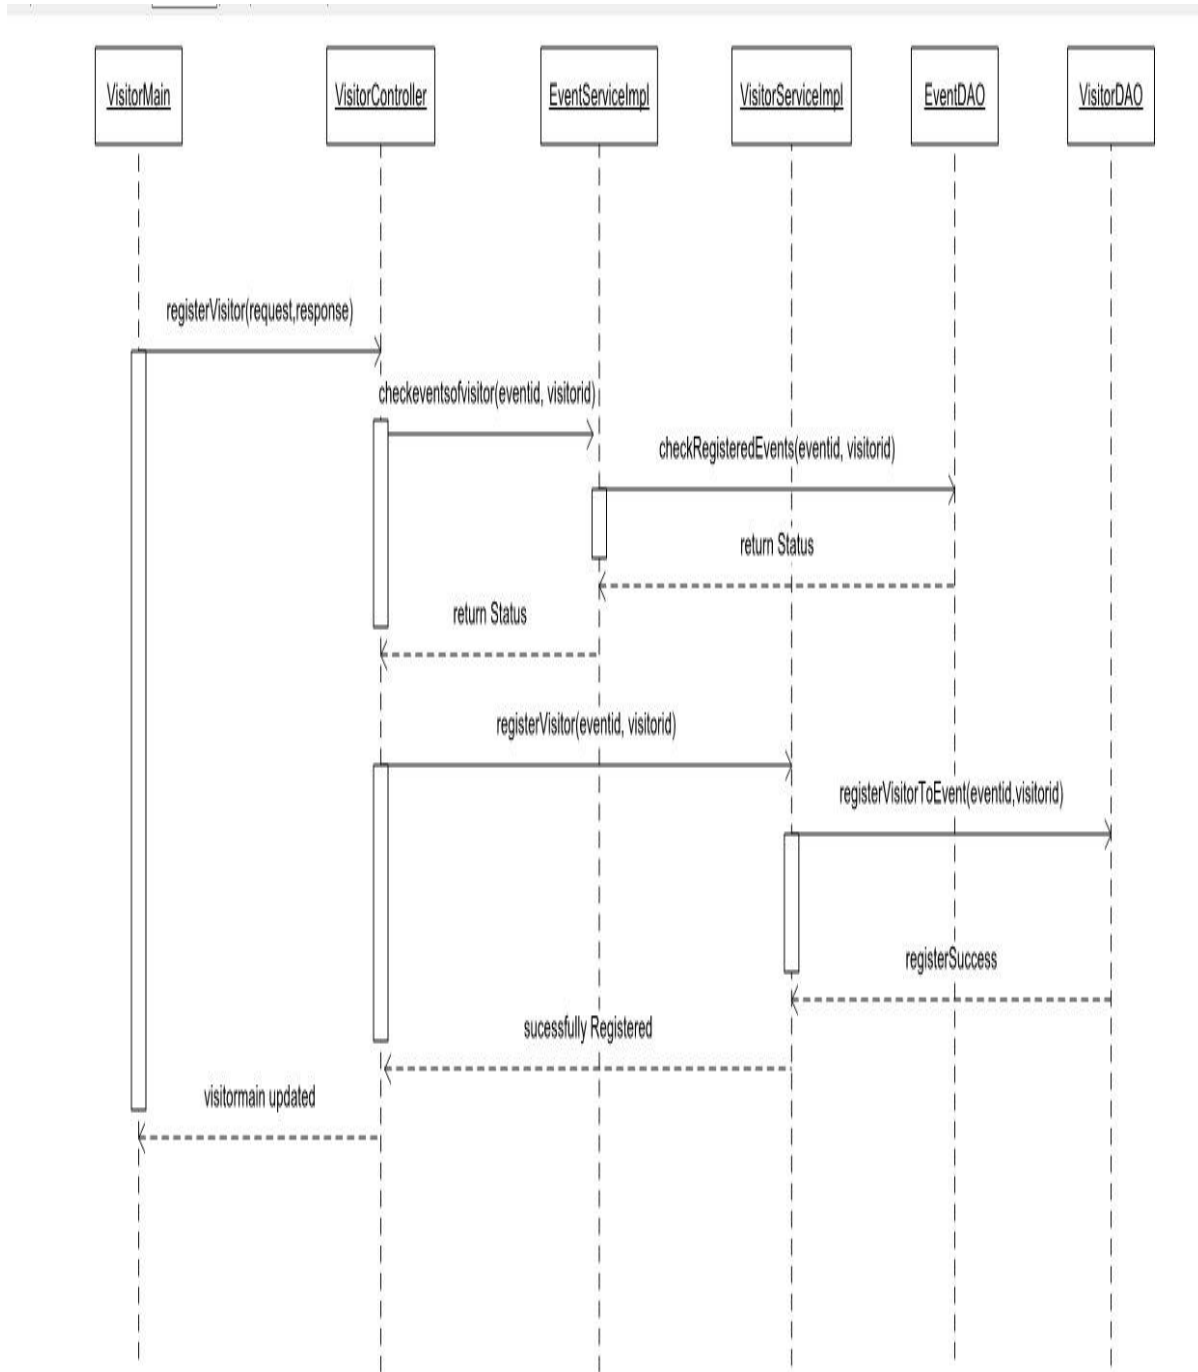 VisitorMain
VisitorController
EventServiceImpl
VisitorServiceImpl
EventDAO
VisitorDAO
registerVisitor(request,response)
checkeventsofvisitor(eventid, visitorid)
checkRegisteredEvents(eventid, visitorid)
return Status
return Status
registerVisitor(eventid, visitorid)
registerVisitorToEvent(eventid,visitorid)
registerSuccess
sucessfully Registered
visitormain updated